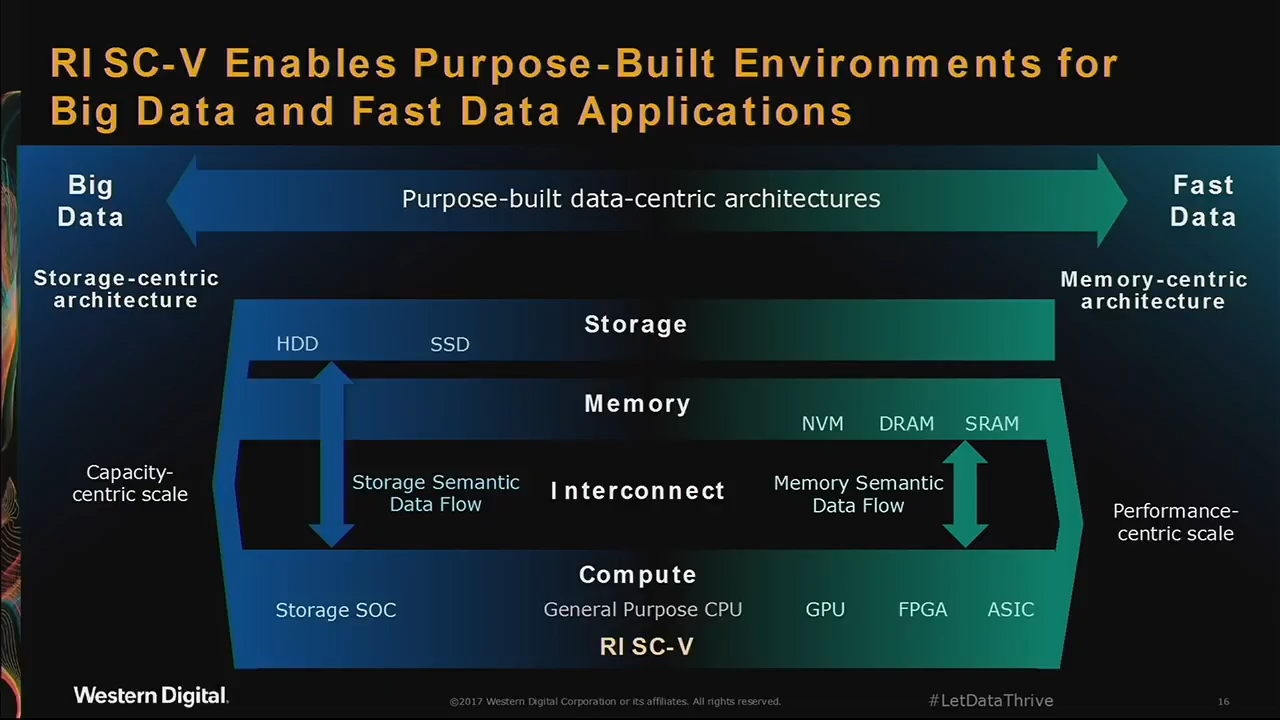 RISC-V Enables Purpose-Built Environments for
Big Data and Fast Data Applications
Big
Data
Purpose-built data-centric architectures
Fast
Data
Storage-centric
architecture
Memory-centric
architecture
Storage
HDD
SSD
Memory
NVM
DRAM
SRAM
Capacity-
centric scale
Storage Semantic
Data Flow
Interconnect
Memory Semantic
Data Flow
Performance-
centric scale
Compute
Storage SOC
General Purpose CPU
GPU
FPGA
ASIC
RISC-V
Western Digital.
©2017 Western Digital Corporation or its affiliates. All rights reserved.
#LetDataThrive
16